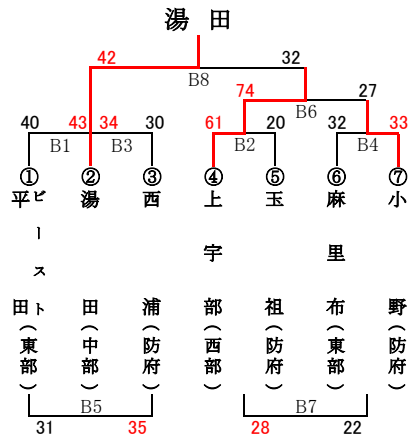 湯 田
42 32
B8
74 27
B6
40 43 34 30 61 20 32 33
B1 B3 B2 B4
① ② ③ ④ ⑤ ⑥ ⑦
平田ビースト(東部)
湯田(中部)
西浦(防府)
上宇部(西部)
玉祖(防府)
麻里布(東部)
小野(防府)
B5 B7
31 35 28 22